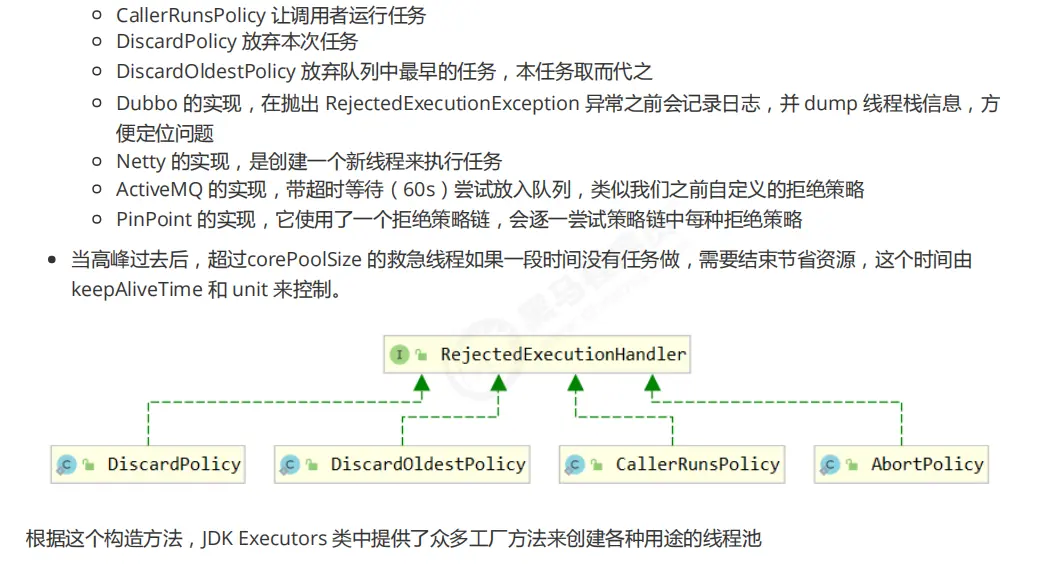 CallerRunsPolicy 让调用者运行任务
DiscardPolicy 放弃本次任务
DiscardOldestPolicy 放弃队列中最早的任务，本任务取而代之
Dubbo 的实现，在抛出 RejectedExecutionException 异常之前会记录日志，并 dump 线程栈信息，方
便定位问题
Netty 的实现，是创建一个新线程来执行任务
ActiveMQ 的实现，带超时等待（60s）尝试放入队列，类似我们之前自定义的拒绝策略
PinPoint 的实现，它使用了一个拒绝策略链，会逐一尝试策略链中每种拒绝策略
当高峰过去后，超过corePoolSize 的救急线程如果一段时间没有任务做，需要结束节省资源，这个时间由
keepAliveTime 和 unit 来控制。
I RejectedExecutionHandler
C DiscardPolicy
C DiscardOldestPolicy
C CallerRunsPolicy
C AbortPolicy
根据这个构造方法，JDK Executors 类中提供了众多工厂方法来创建各种用途的线程池